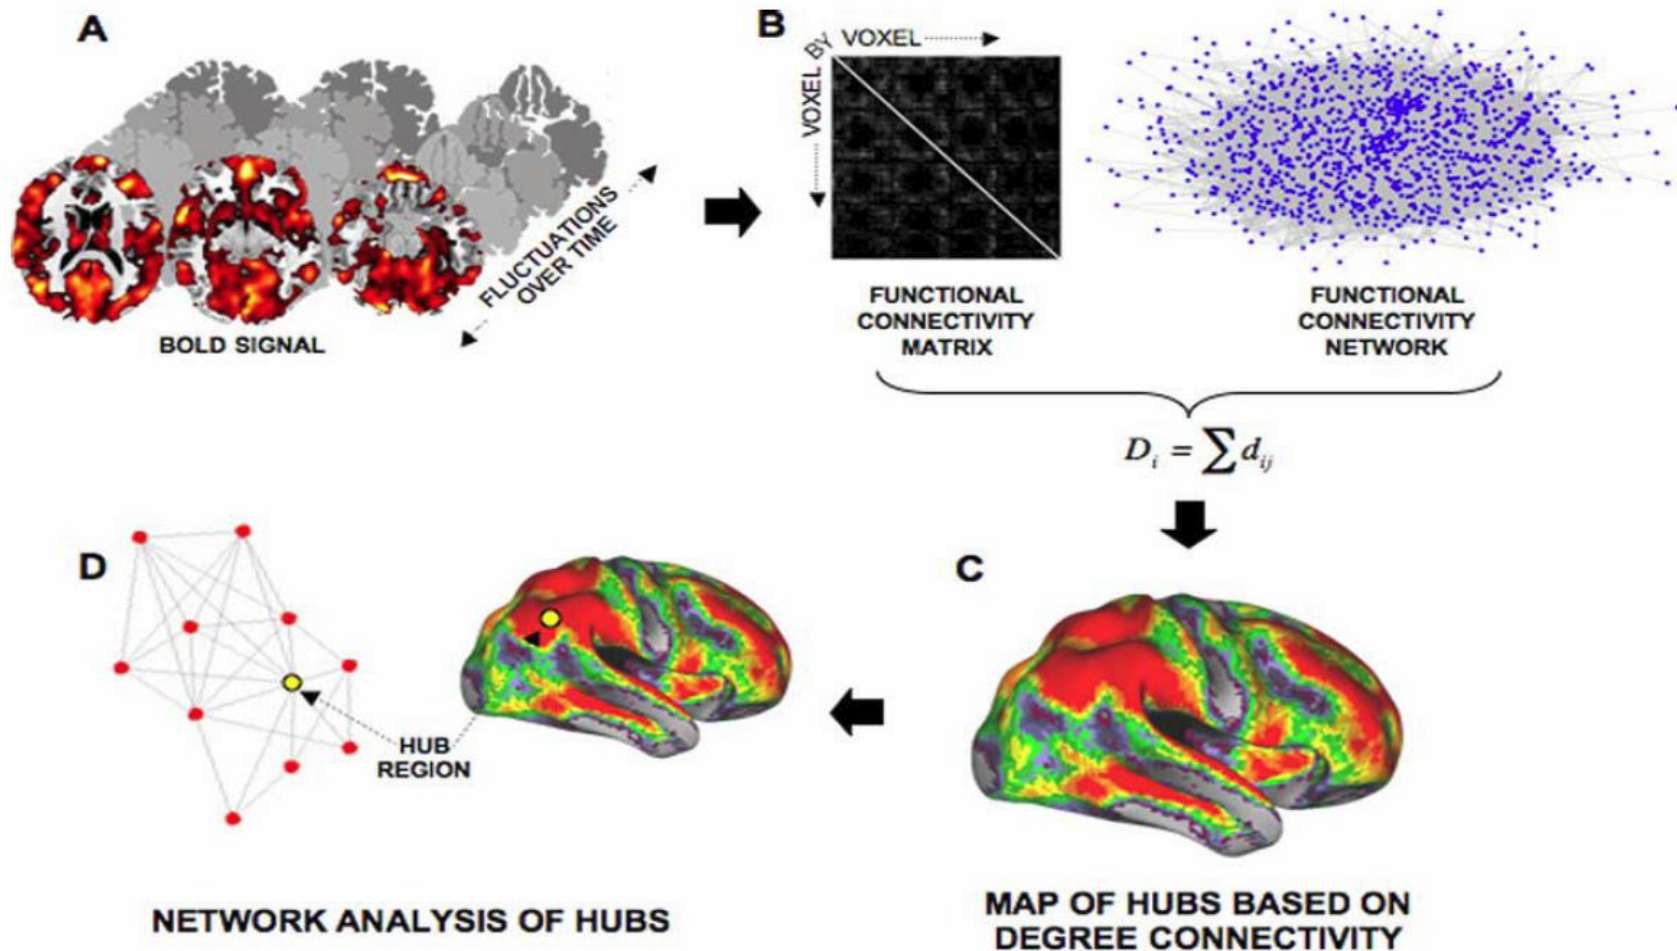 A
FLUCTUATIONS
OVER TIME
BOLD SIGNAL
B
BY VOXEL
VOXEL
FUNCTIONAL
CONNECTIVITY
MATRIX
FUNCTIONAL
CONNECTIVITY
NETWORK
D_i = ∑ d_ij
C
MAP OF HUBS BASED ON
DEGREE CONNECTIVITY
D
HUB
REGION
NETWORK ANALYSIS OF HUBS